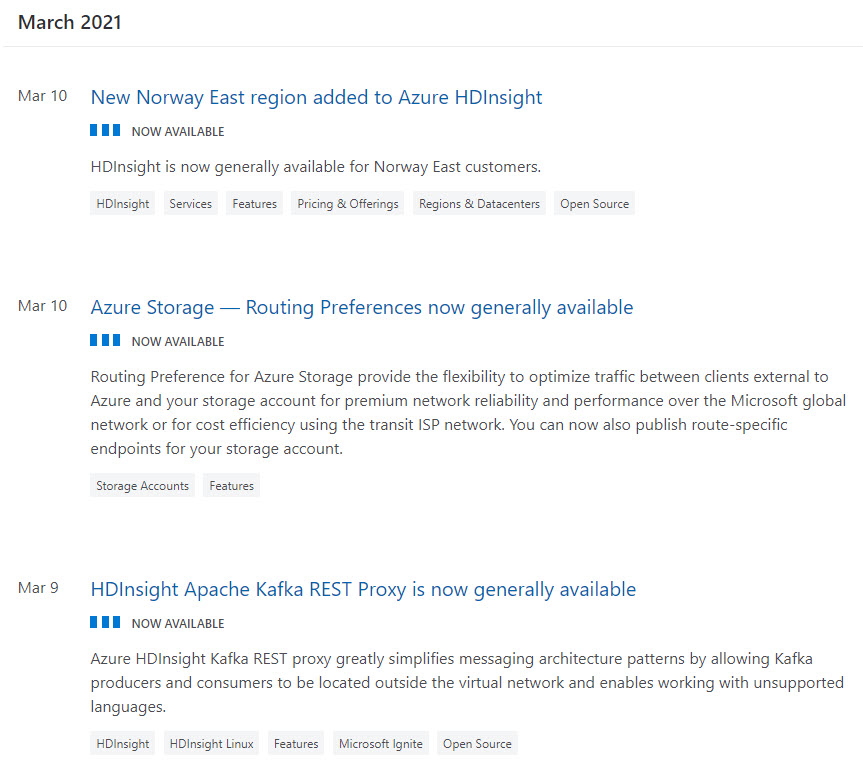 March 2021
Mar 10
New Norway East region added to Azure HDInsight
NOW AVAILABLE
HDInsight is now generally available for Norway East customers.
HDInsight Services Features Pricing & Offerings Regions & Datacenters Open Source
Mar 10
Azure Storage — Routing Preferences now generally available
NOW AVAILABLE
Routing Preference for Azure Storage provide the flexibility to optimize traffic between clients external to
Azure and your storage account for premium network reliability and performance over the Microsoft global
network or for cost efficiency using the transit ISP network. You can now also publish route-specific
endpoints for your storage account.
Storage Accounts Features
Mar 9
HDInsight Apache Kafka REST Proxy is now generally available
NOW AVAILABLE
Azure HDInsight Kafka REST proxy greatly simplifies messaging architecture patterns by allowing Kafka
producers and consumers to be located outside the virtual network and enables working with unsupported
languages.
HDInsight HDInsight Linux Features Microsoft Ignite Open Source